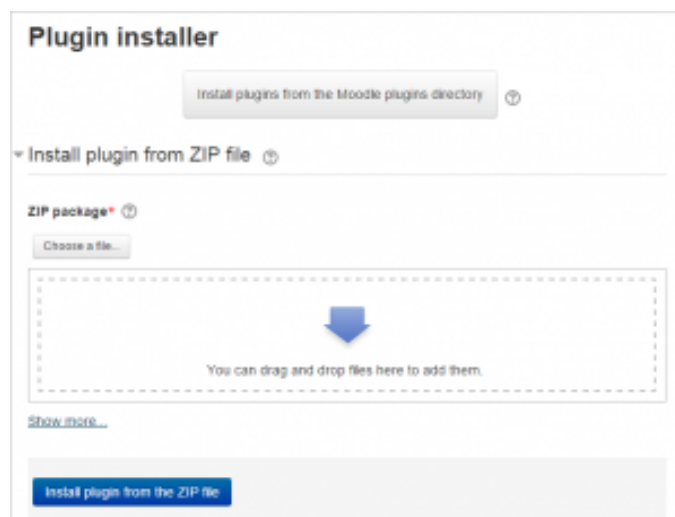 Plugin installer
Install plugins from the Moodle plugins directory
Install plugin from ZIP file
ZIP package*
Choose a file...
You can drag and drop files here to add them.
Show more...
Install plugin from the ZIP file